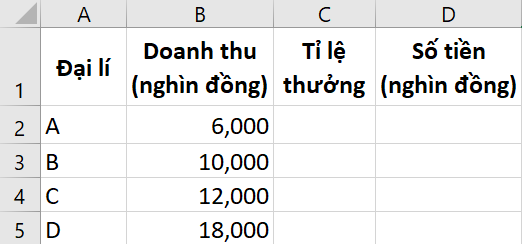 A B C D
1 Đại lí Doanh thu (nghìn đồng) Tỉ lệ thưởng Số tiền (nghìn đồng)
2 A 6,000
3 B 10,000
4 C 12,000
5 D 18,000